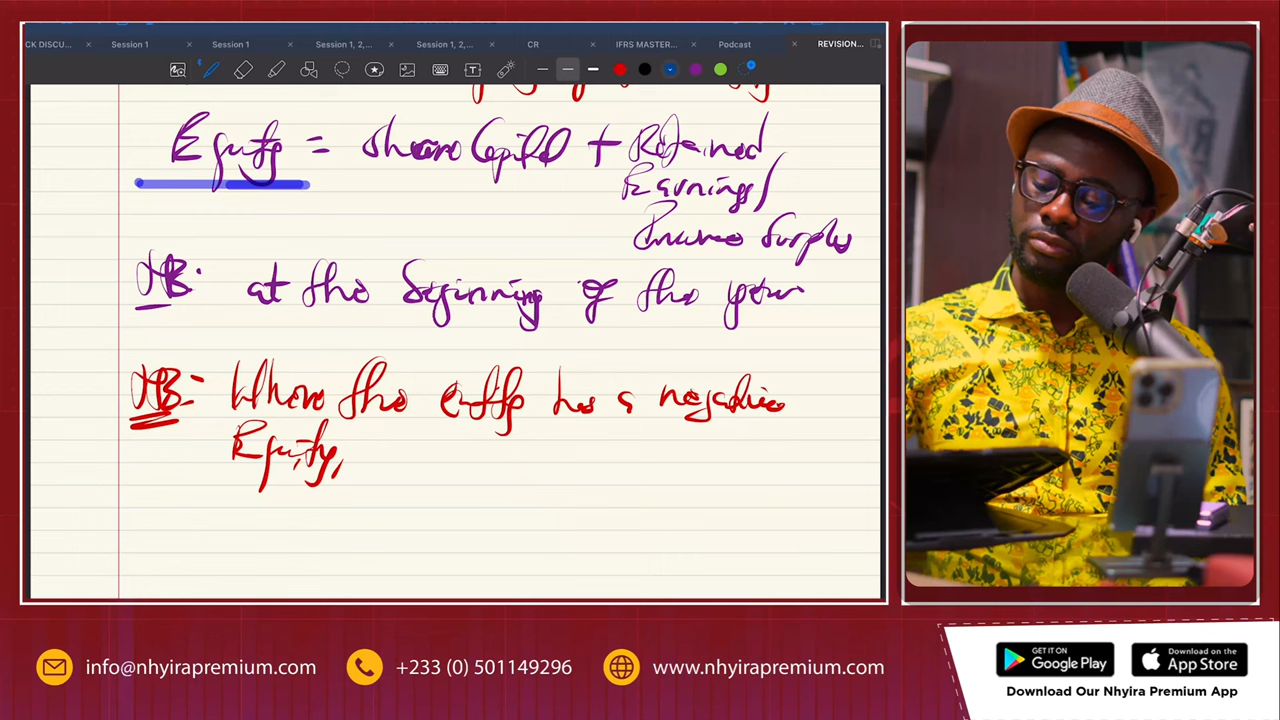 CK DISCU... Session 1 Session 1 Session 1, 2,... Session 1, 2,... CR IFRS MASTER... Podcast REVISION...
Equity = share Capital + Retained
Earnings/
Income Surplus
NB: at the beginning of the year
NB: Where the entity has a negative
Equity,
info@nhyirapremium.com
+233 (0) 501149296
www.nhyirapremium.com
GET IT ON
Google Play
Download on the
App Store
Download Our Nhyira Premium App